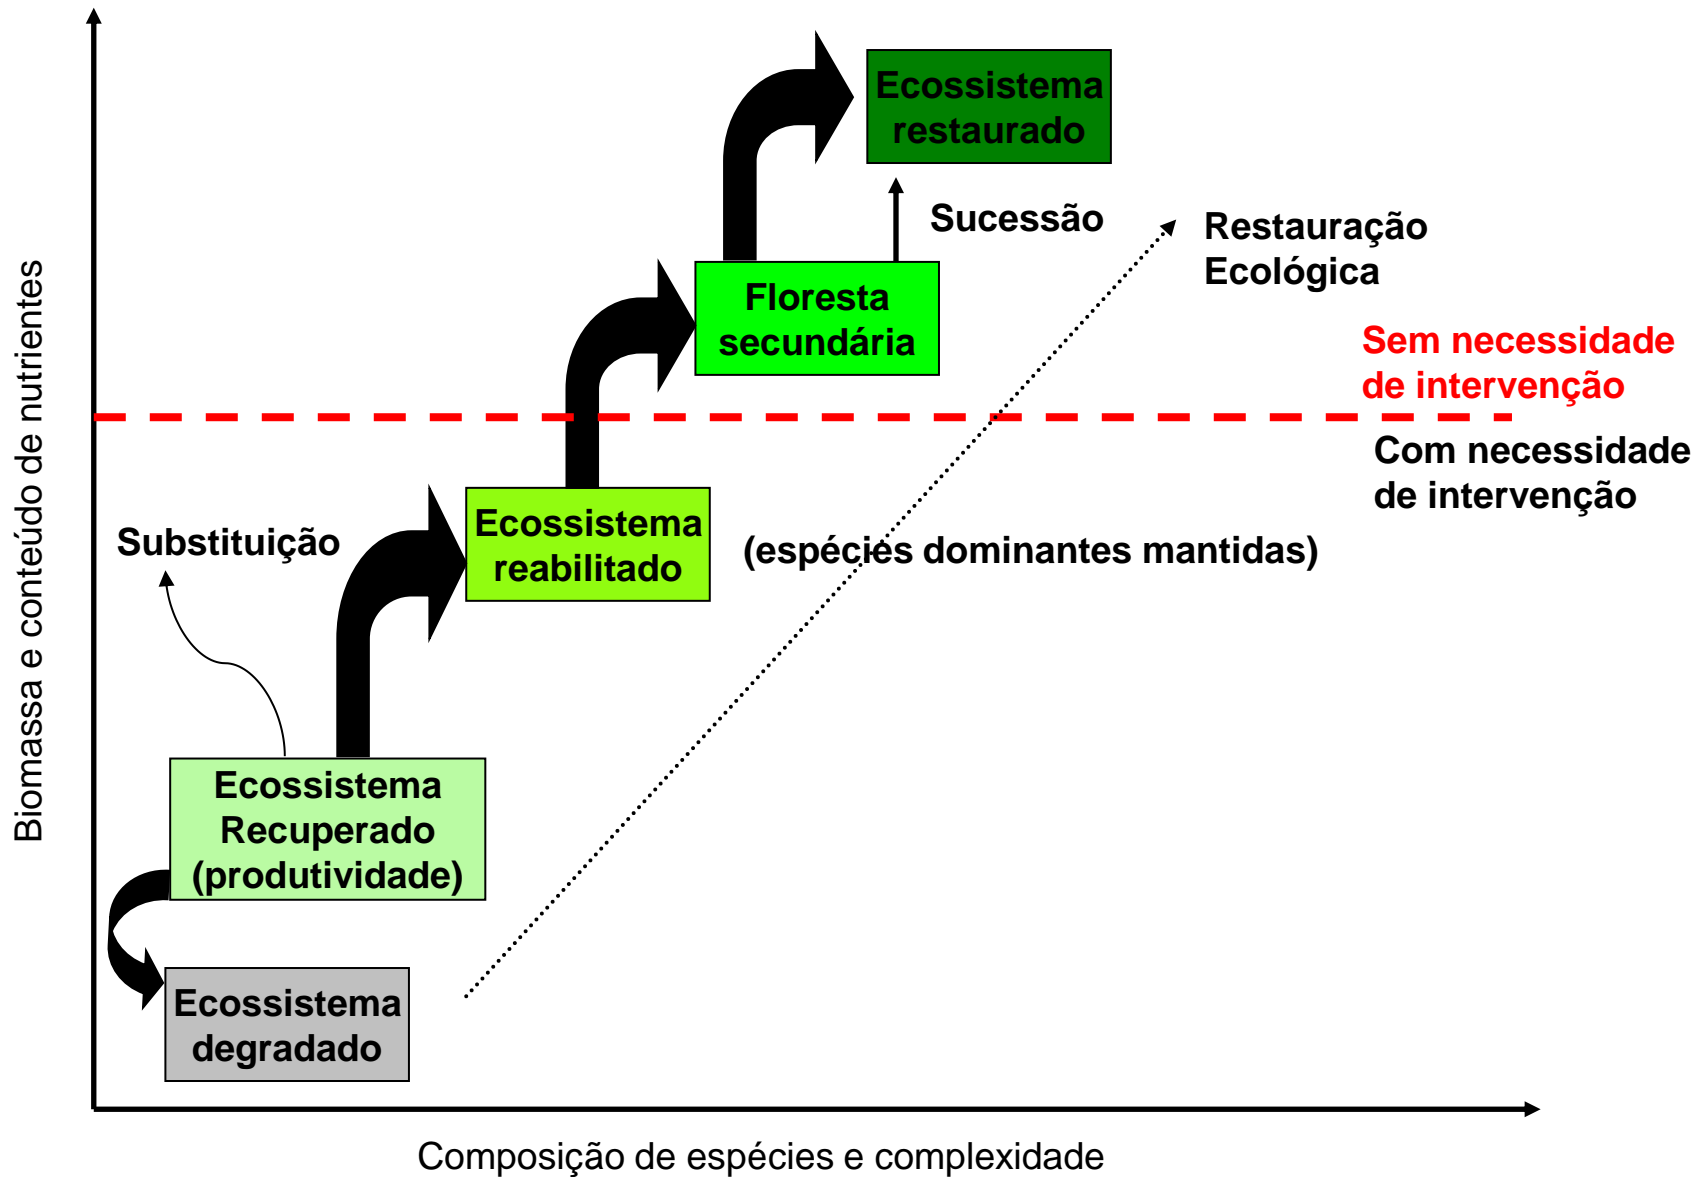 Ecossistema
restaurado
Sucessão
Restauração
Ecológica
Floresta
secundária
Sem necessidade
de intervenção
Com necessidade
de intervenção
Ecossistema
reabilitado
(espécies dominantes mantidas)
Substituição
Ecossistema
Recuperado
(produtividade)
Ecossistema
degradado
Biomassa e conteúdo de nutrientes
Composição de espécies e complexidade